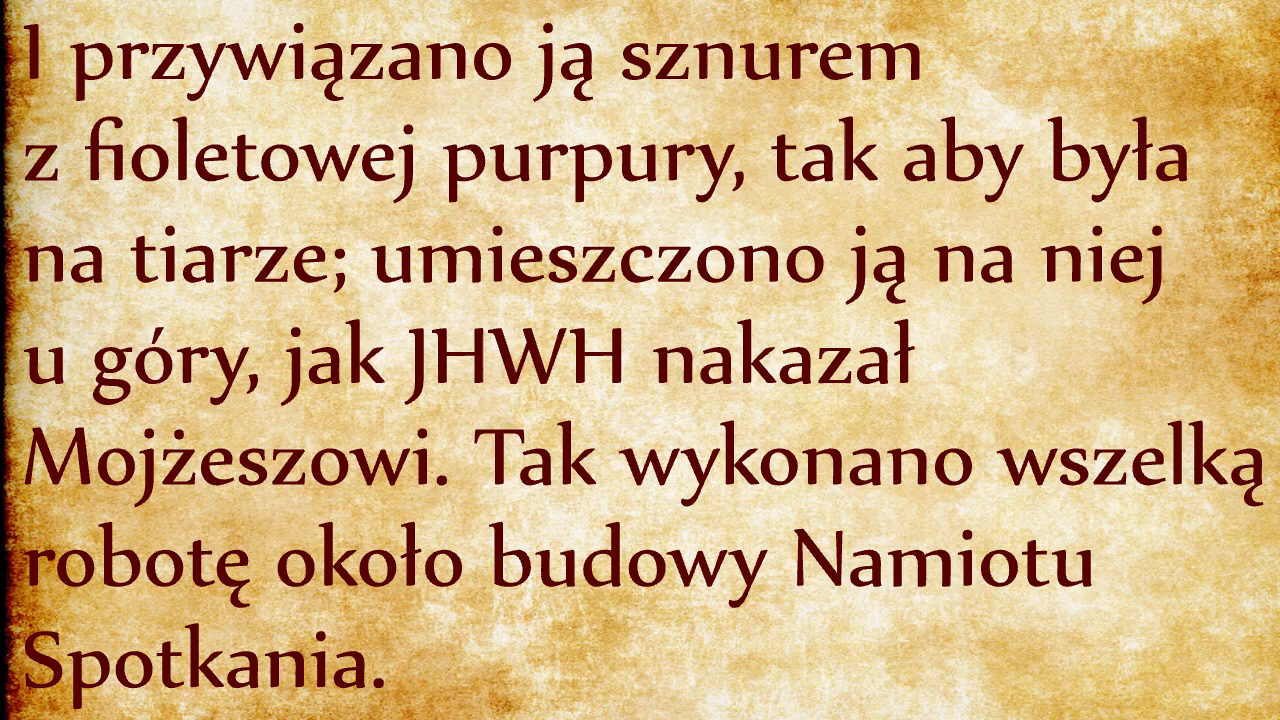 I przywiązano ją sznurem
z fioletowej purpury, tak aby była
na tiarze; umieszczono ją na niej
u góry, jak JHWH nakazał
Mojżeszowi. Tak wykonano wszelką
robotę około budowy Namiotu
Spotkania.